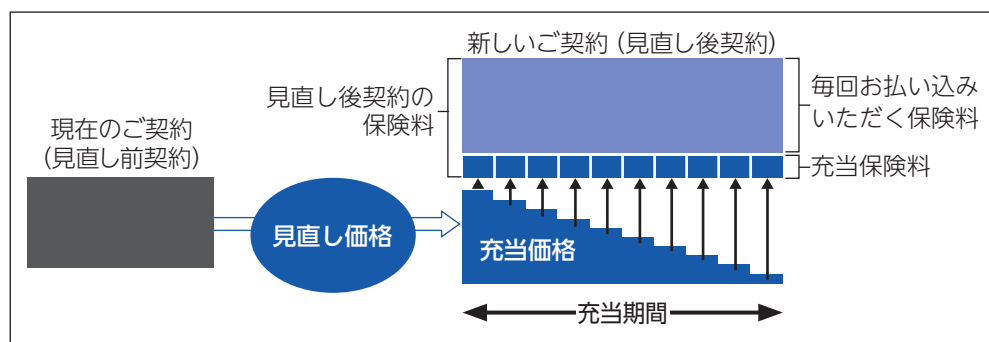 新しいご契約（見直し後契約）
見直し後契約の
保険料
毎回お払い込み
いただく保険料
現在のご契約
（見直し前契約）
充当保険料
見直し価格
充当価格
充当期間